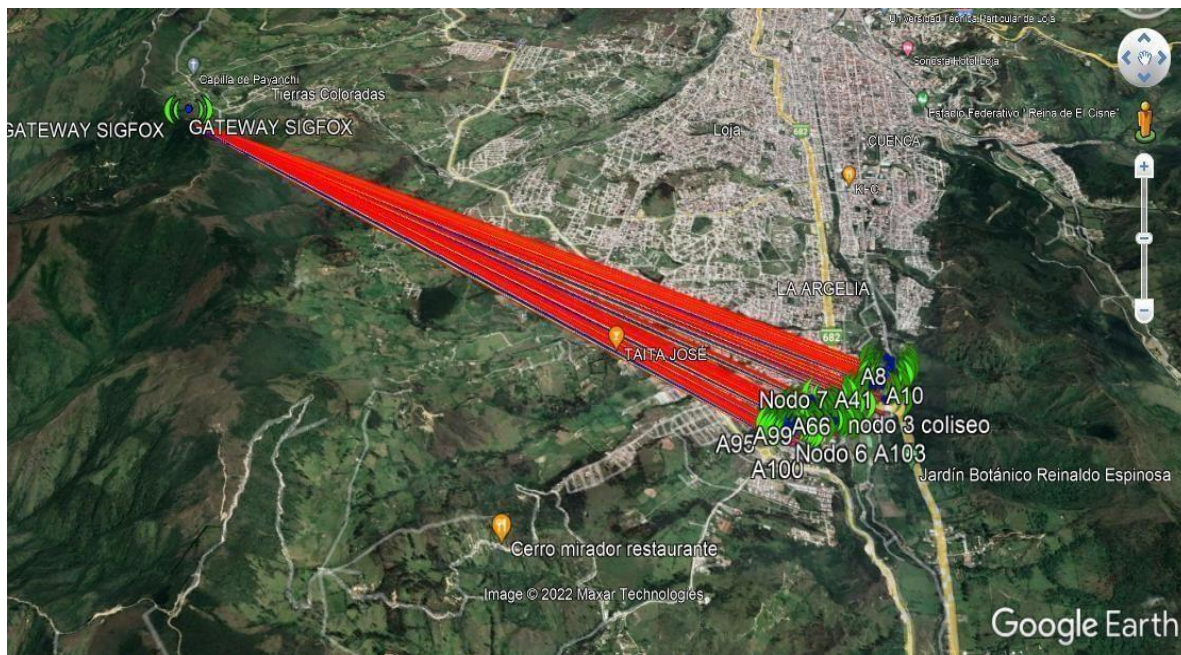 Universidad Técnica Particular de Loja
Sonesta Hotel Loja
Capilla de Payanchi
Tierras Coloradas
Estadio Federativo "Reina de El Cisne"
GATEWAY SIGFOX
GATEWAY SIGFOX
Loja
682
CUENCA
KFC
LA ARGELIA
682
TAITA JOSÉ
A8
Nodo 7 A41
A10
A66
nodo 3 coliseo
A95
A99
Nodo 6 A103
A100
Jardín Botánico Reinaldo Espinosa
Cerro mirador restaurante
Image © 2022 Maxar Technologies
Google Earth